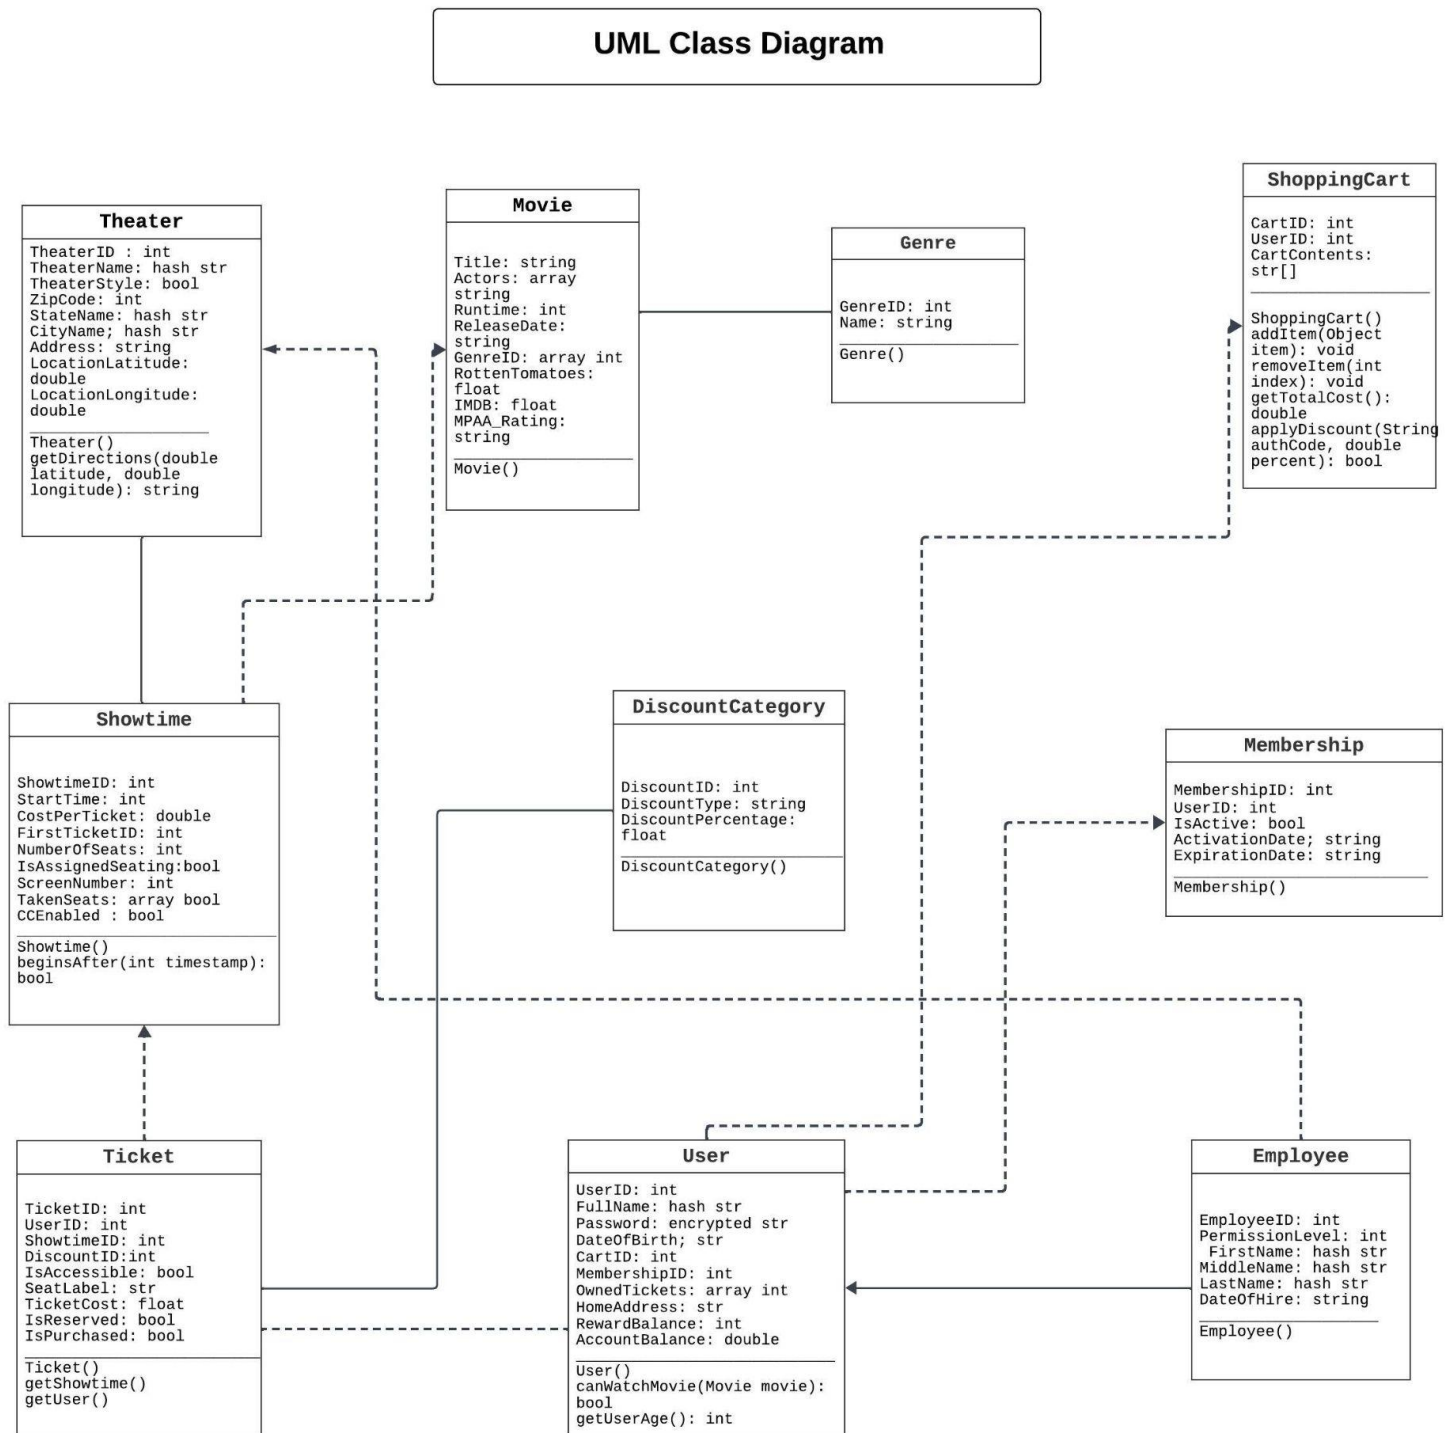 UML Class Diagram
Theater
TheaterID : int
TheaterName: hash str
TheaterStyle: bool
ZipCode: int
StateName: hash str
CityName; hash str
Address: string
LocationLatitude:
double
LocationLongitude:
double
Theater()
getDirections(double
latitude, double
longitude): string
Movie
Title: string
Actors: array
string
Runtime: int
ReleaseDate:
string
GenreID: array int
RottenTomatoes:
float
IMDB: float
MPAA_Rating:
string
Movie()
Genre
GenreID: int
Name: string
Genre()
ShoppingCart
CartID: int
UserID: int
CartContents:
str[]
ShoppingCart()
addItem(Object
item): void
removeItem(int
index): void
getTotalCost():
double
applyDiscount(String
authCode, double
percent): bool
Showtime
ShowtimeID: int
StartTime: int
CostPerTicket: double
FirstTicketID: int
NumberOfSeats: int
IsAssignedSeating:bool
ScreenNumber: int
TakenSeats: array bool
CCEnabled : bool
Showtime()
beginsAfter(int timestamp):
bool
DiscountCategory
DiscountID: int
DiscountType: string
DiscountPercentage:
float
DiscountCategory()
Membership
MembershipID: int
UserID: int
IsActive: bool
ActivationDate; string
ExpirationDate: string
Membership()
Ticket
TicketID: int
UserID: int
ShowtimeID: int
DiscountID:int
IsAccessible: bool
SeatLabel: str
TicketCost: float
IsReserved: bool
IsPurchased: bool
Ticket()
getShowtime()
getUser()
User
UserID: int
FullName: hash str
Password: encrypted str
DateOfBirth; str
CartID: int
MembershipID: int
OwnedTickets: array int
HomeAddress: str
RewardBalance: int
AccountBalance: double
User()
canWatchMovie(Movie movie):
bool
getUserAge(): int
Employee
EmployeeID: int
PermissionLevel: int
FirstName: hash str
MiddleName: hash str
LastName: hash str
DateOfHire: string
Employee()